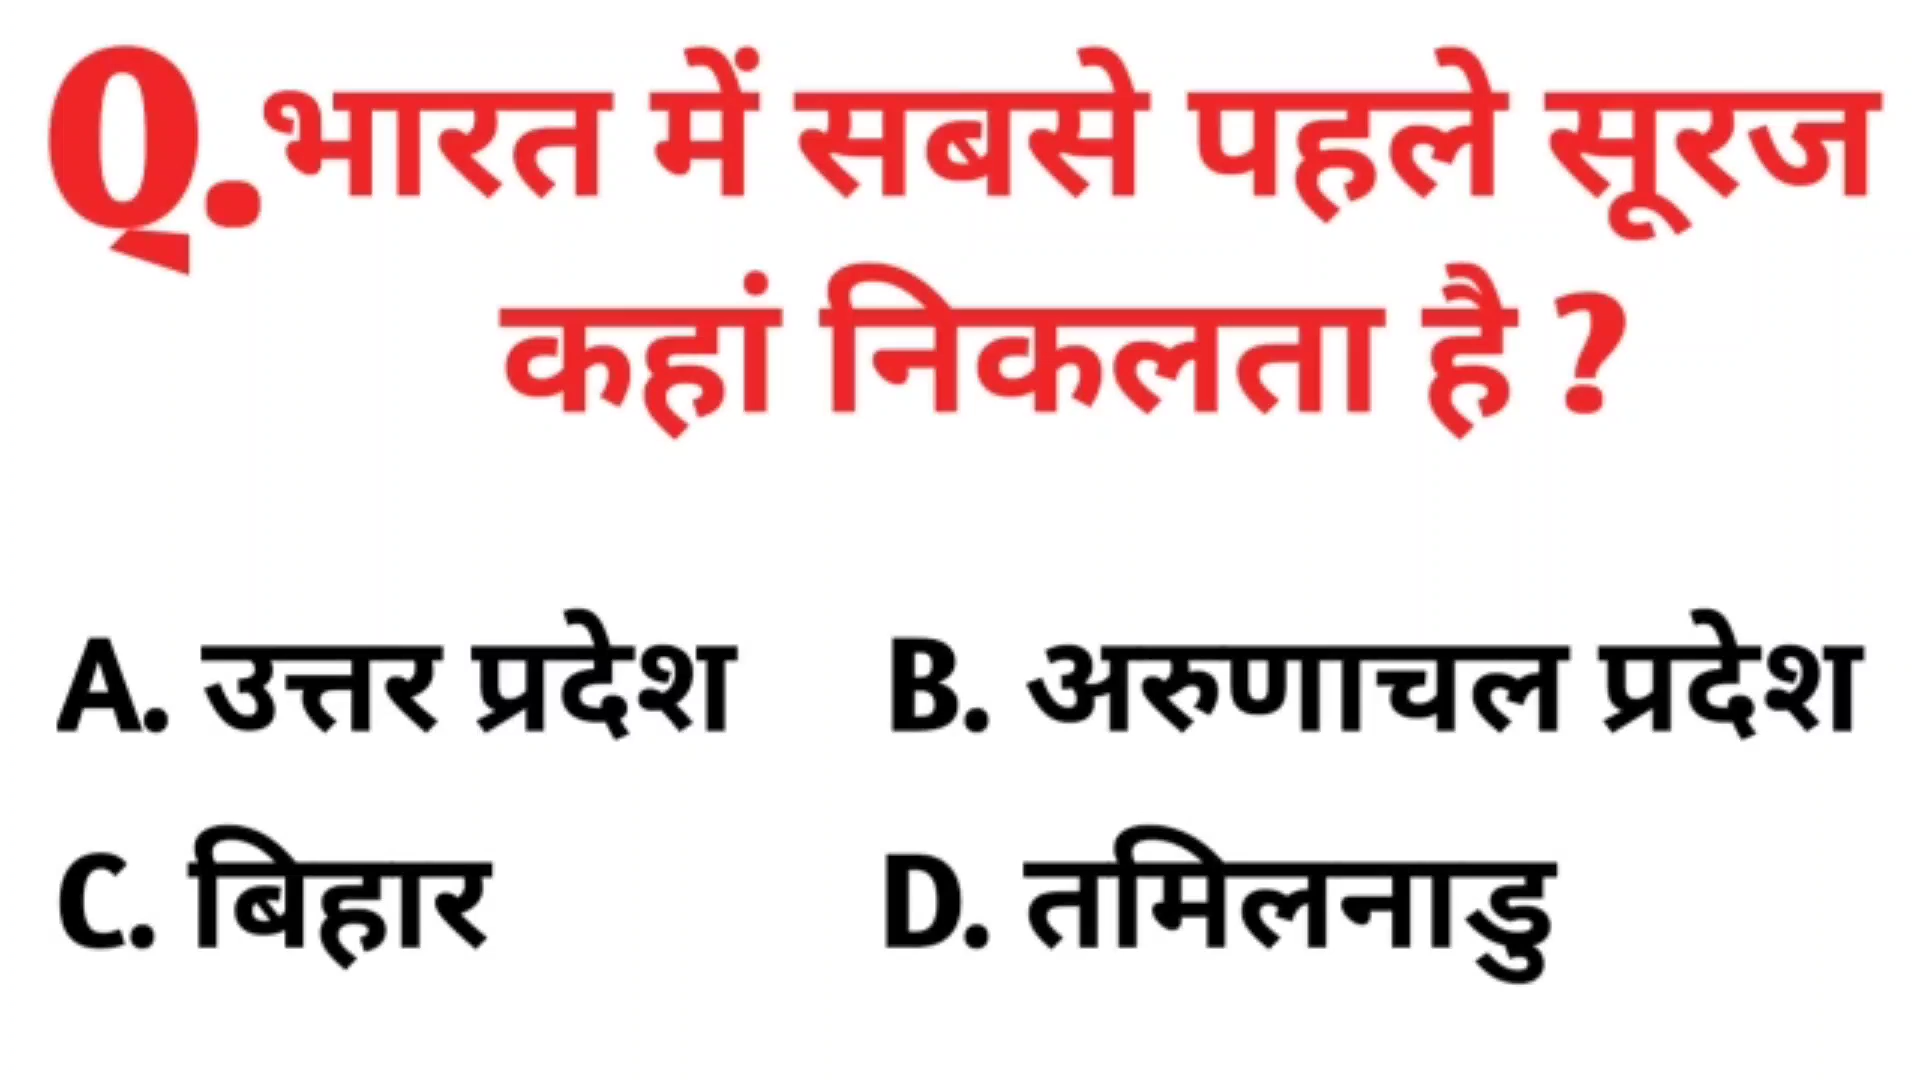 Q.भारत में सबसे पहले सूरज
कहां निकलता है ?
A. उत्तर प्रदेश B. अरुणाचल प्रदेश
C. बिहार D. तमिलनाडु